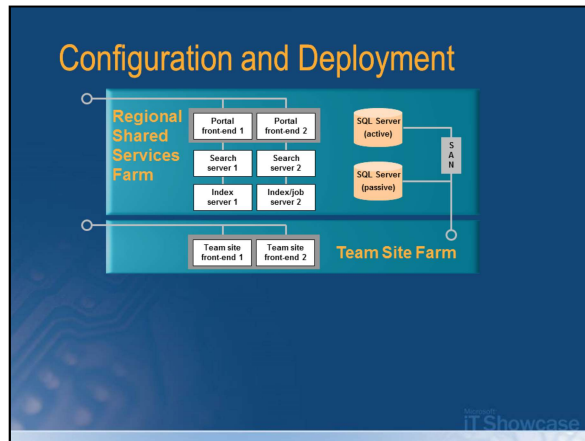 Configuration and Deployment
Regional
Shared
Services
Farm
Portal
front-end 1
Portal
front-end 2
Search
server 1
Search
server 2
Index
server 1
Index/job
server 2
SQL Server
(active)
SQL Server
(passive)
S
A
N
Team site
front-end 1
Team site
front-end 2
Team Site Farm
Microsoft
iT Showcase